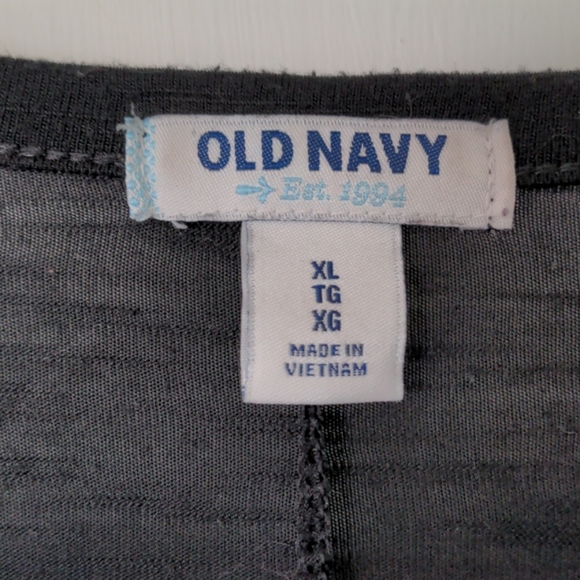 OLD NAVY
Est. 1994
XL
TG
XG
MADE IN
VIETNAM